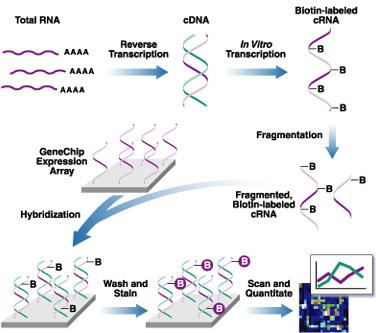 Total RNA
AAAA
AAAA
AAAA
Reverse
Transcription
cDNA
In Vitro
Transcription
Biotin-labeled
cRNA
B
B
B
Fragmentation
GeneChip
Expression
Array
B
B
B
Fragmented,
Biotin-labeled
cRNA
Hybridization
B
B
B
B
Wash and
Stain
B
B
B
B
Scan and
Quantitate